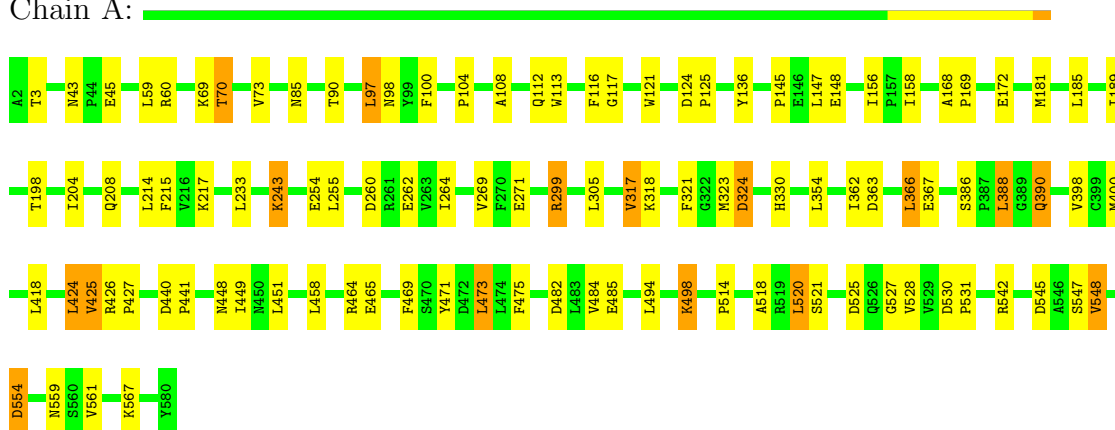 Chain A:
A2 T3 N43 P44 E45 L59 R60 K69 T70 V73 N85 T90 L97 N98 Y99 F100 P104 A108 Q112 W113 F116 G117 W121 D124 P125 Y136 P145 E146 L147 E148 I156 P157 I158 A168 P169 E172 M181 L185
T198 I204 Q208 L214 F215 V216 K217 L233 K243 E254 L255 D260 R261 E262 V263 I264 V269 F270 E271 R299 L305 V317 K318 F321 G322 M323 D324 H330 L354 I362 D363 L366 E367 S386 P387 L388 G389 Q390 V398 C399
L418 L424 V425 R426 P427 D440 P441 N448 I449 N450 L451 L458 R464 E465 F469 S470 Y471 D472 L473 L474 F475 D482 L483 V484 E485 L494 K498 P514 A518 R519 L520 S521 D525 Q526 G527 V528 V529 D530 P531 R542 D545 A546 S547 V548
D554 N559 S560 V561 K567 Y580